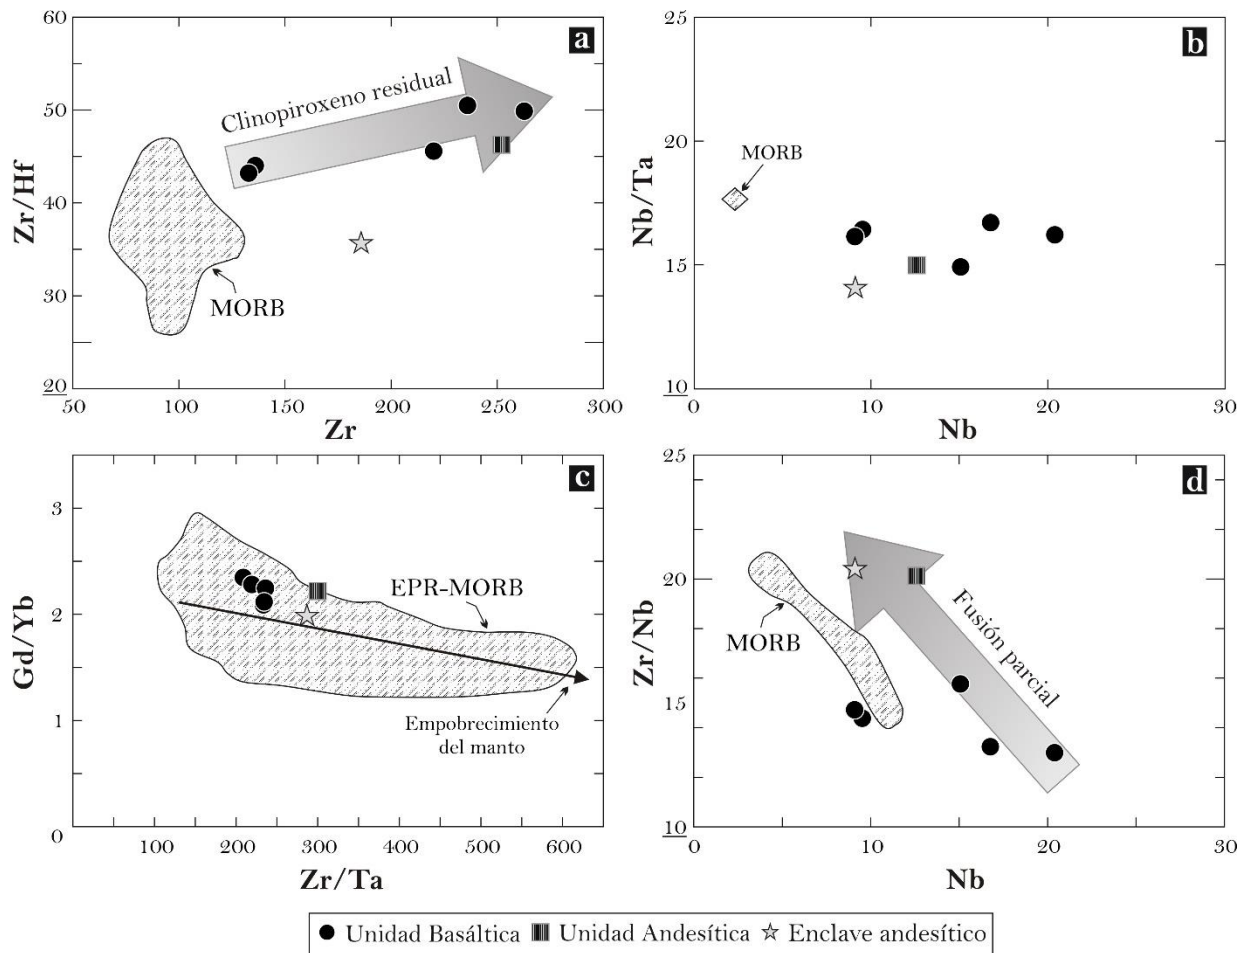 a
60
50
40
30
20
Zr/Hf
Clinopiroxeno residual
MORB
50
100
150
200
250
300
Zr
b
25
20
15
10
Nb/Ta
MORB
0
10
20
30
Nb
c
3
2
1
0
Gd/Yb
EPR-MORB
Empobrecimiento
del manto
100
200
300
400
500
600
Zr/Ta
d
25
20
15
10
Zr/Nb
MORB
Fusión parcial
0
10
20
30
Nb
Unidad Basáltica Unidad Andesítica Enclave andesítico